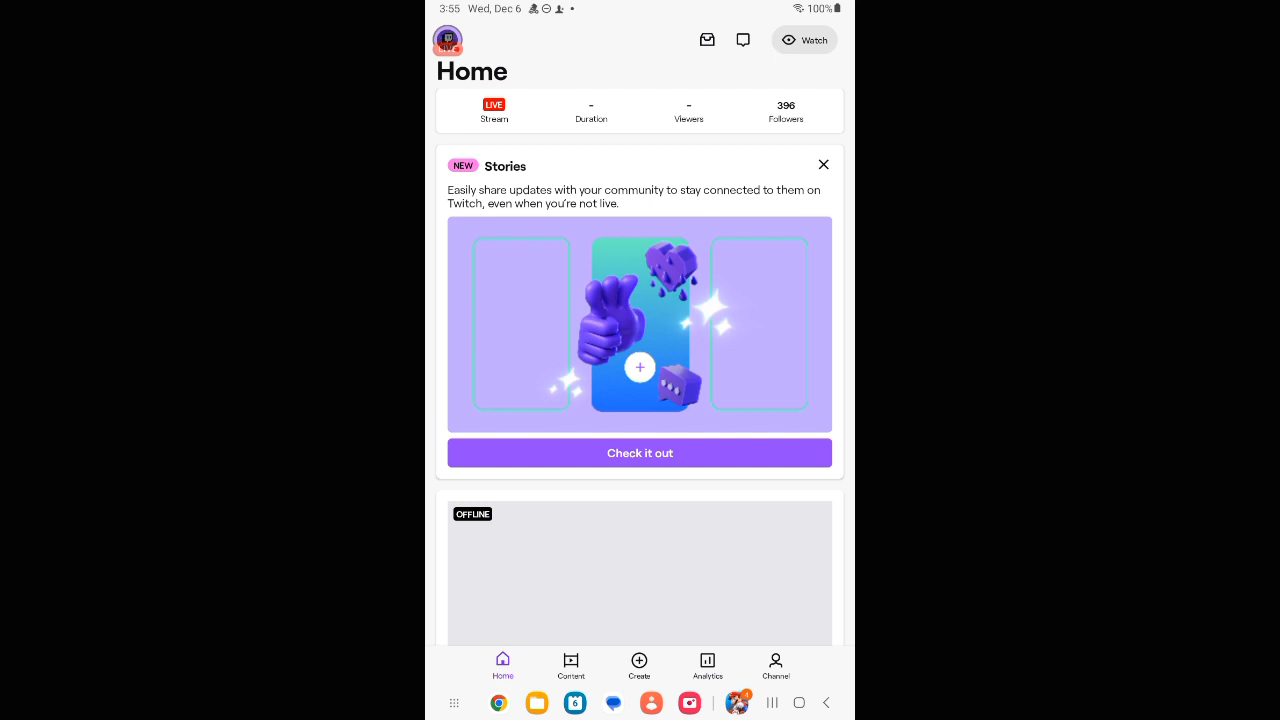 3:55 Wed, Dec 6
100%
Watch
Home
LIVE - - 396
Stream Duration Viewers Followers
NEW Stories
Easily share updates with your community to stay connected to them on
Twitch, even when you're not live.
Check it out
OFFLINE
Home Content Create Analytics Channel
6
4